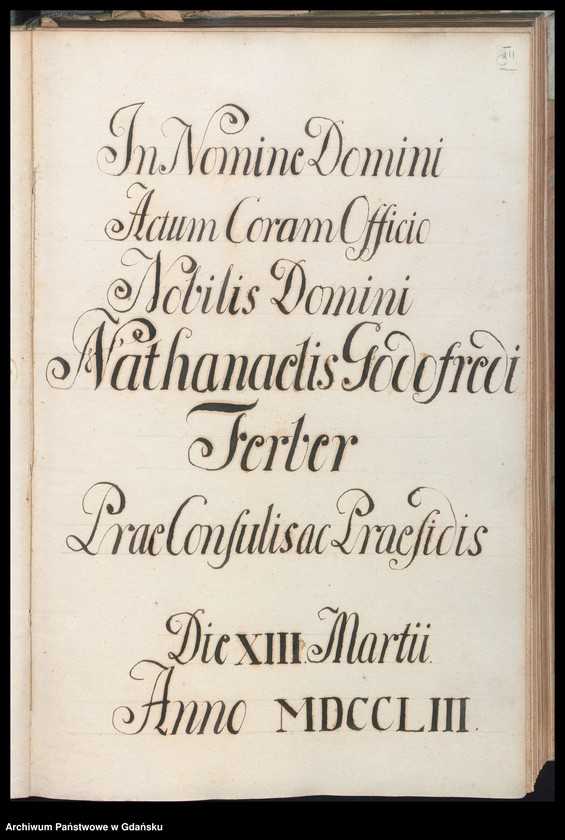 In Nomine Domini
Actum Coram Officio
Nobilis Domini
Nathanaelis Godofredi
Ferber
Prae Consulis ac Praesidis
Die XIII. Martii.
Anno MDCCLIII.
Archiwum Państwowe w Gdańsku